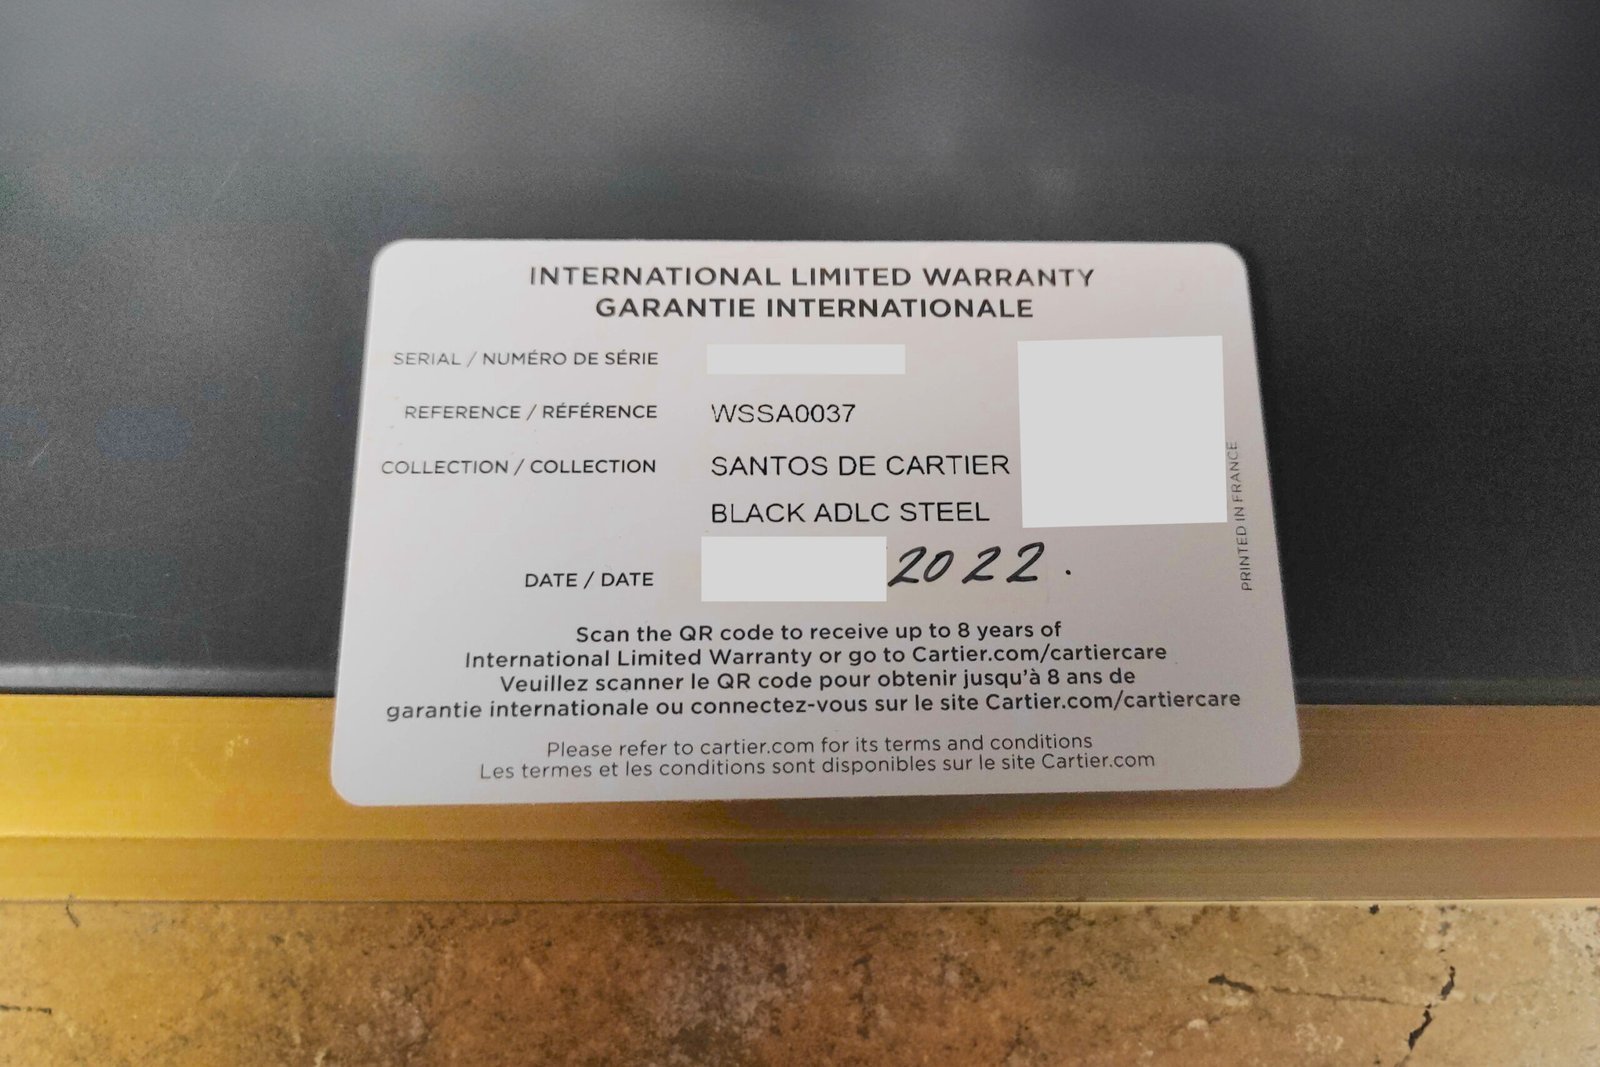 INTERNATIONAL LIMITED WARRANTY
GARANTIE INTERNATIONALE
SERIAL / NUMÉRO DE SÉRIE
REFERENCE / RÉFÉRENCE WSSA0037
COLLECTION / COLLECTION SANTOS DE CARTIER
BLACK ADLC STEEL
DATE / DATE 2022.
PRINTED IN FRANCE
Scan the QR code to receive up to 8 years of
International Limited Warranty or go to Cartier.com/cartiercare
Veuillez scanner le QR code pour obtenir jusqu'à 8 ans de
garantie internationale ou connectez-vous sur le site Cartier.com/cartiercare
Please refer to cartier.com for its terms and conditions
Les termes et les conditions sont disponibles sur le site Cartier.com